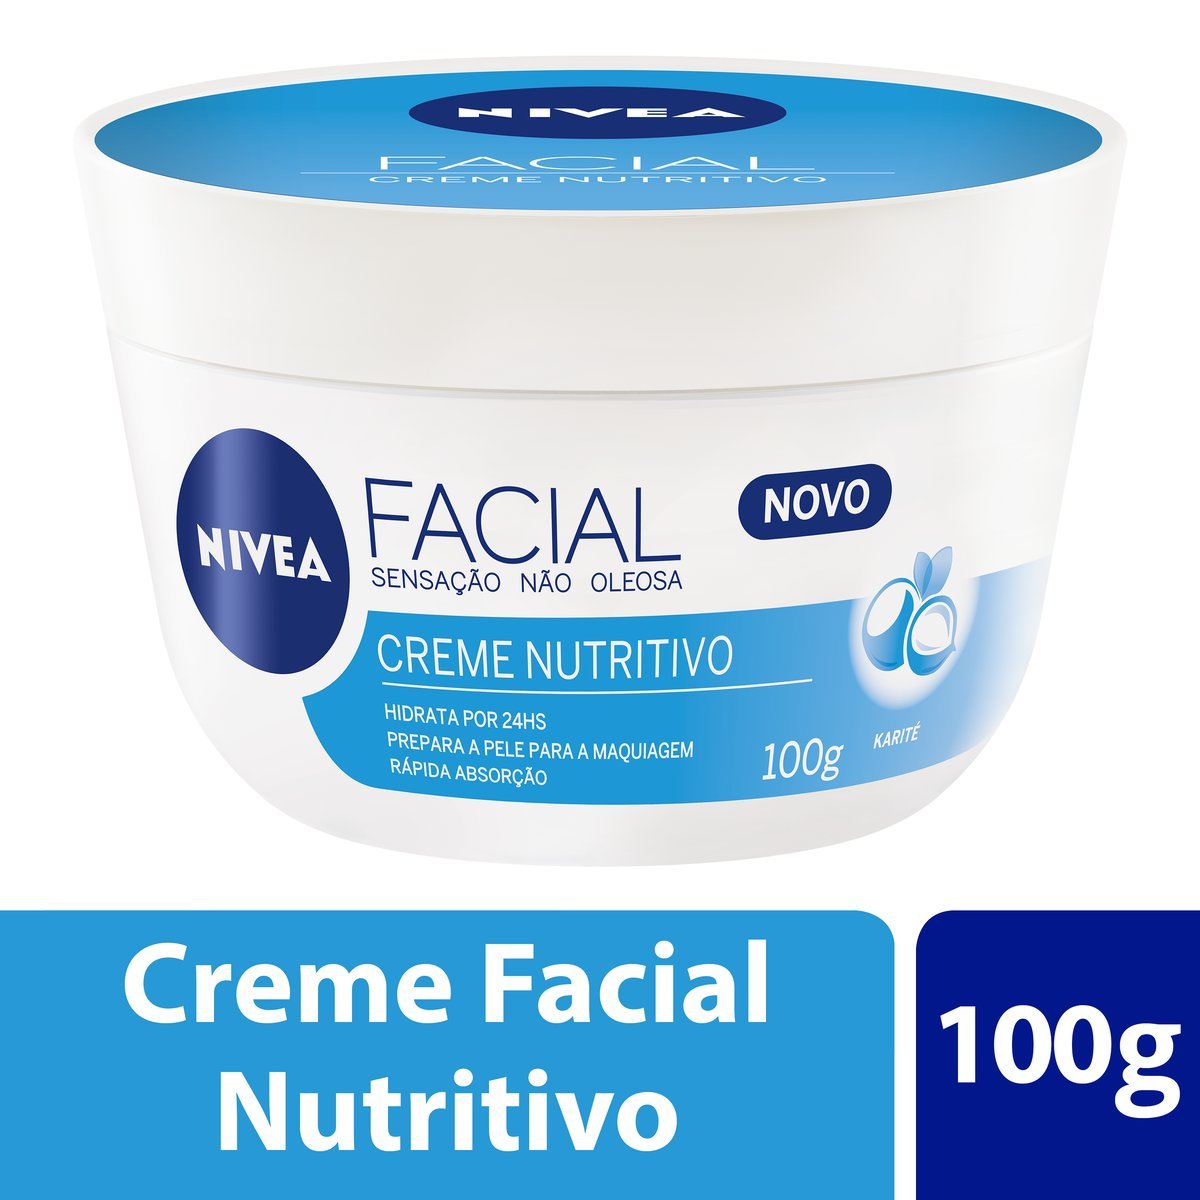 NIVEA
FACIAL
CREME NUTRITIVO
NIVEA
FACIAL
SENSAÇÃO NÃO OLEOSA
NOVO
CREME NUTRITIVO
HIDRATA POR 24HS
PREPARA A PELE PARA A MAQUIAGEM
RÁPIDA ABSORÇÃO
100g
KARITÉ
Creme Facial
Nutritivo
100g